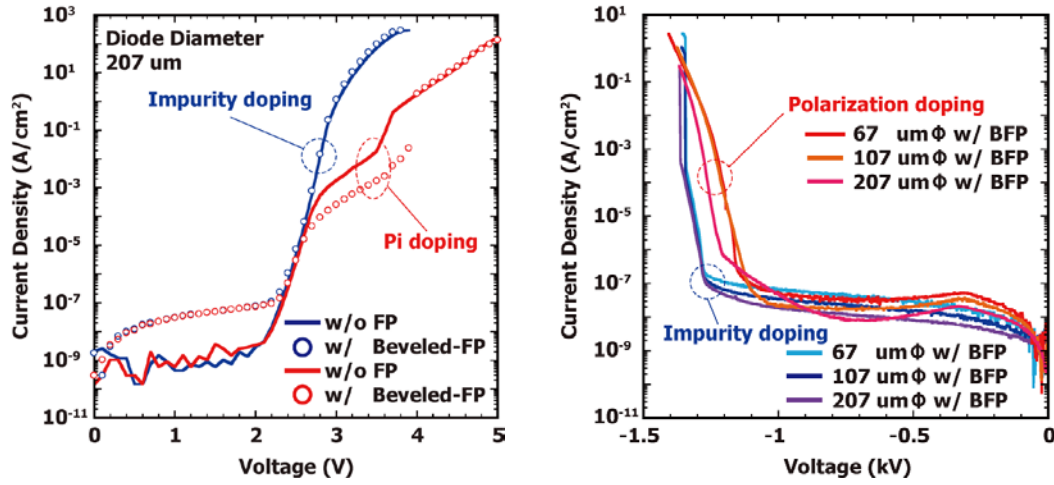 Diode Diameter
207 um
Impurity doping
Pi doping
w/o FP
w/ Beveled-FP
w/o FP
w/ Beveled-FP
10³
10¹
10⁻¹
10⁻³
10⁻⁵
10⁻⁷
10⁻⁹
10⁻¹¹
0
1
2
3
4
5
Current Density (A/cm²)
Voltage (V)
Polarization doping
67 umΦ w/ BFP
107 umΦ w/ BFP
207 umΦ w/ BFP
Impurity doping
67 umΦ w/ BFP
107 umΦ w/ BFP
207 umΦ w/ BFP
10³
10¹
10⁻¹
10⁻³
10⁻⁵
10⁻⁷
10⁻⁹
10⁻¹¹
-1.5
-1
-0.5
0
Current Density (A/cm²)
Voltage (kV)